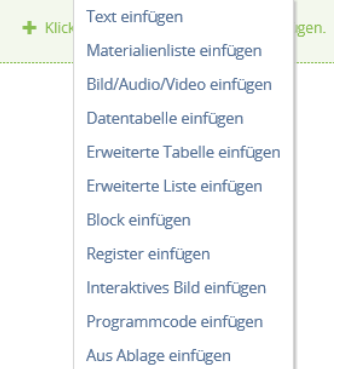 Text einfügen
+ Klick gen.
Materialienliste einfügen
Bild/Audio/Video einfügen
Datentabelle einfügen
Erweiterte Tabelle einfügen
Erweiterte Liste einfügen
Block einfügen
Register einfügen
Interaktives Bild einfügen
Programmcode einfügen
Aus Ablage einfügen